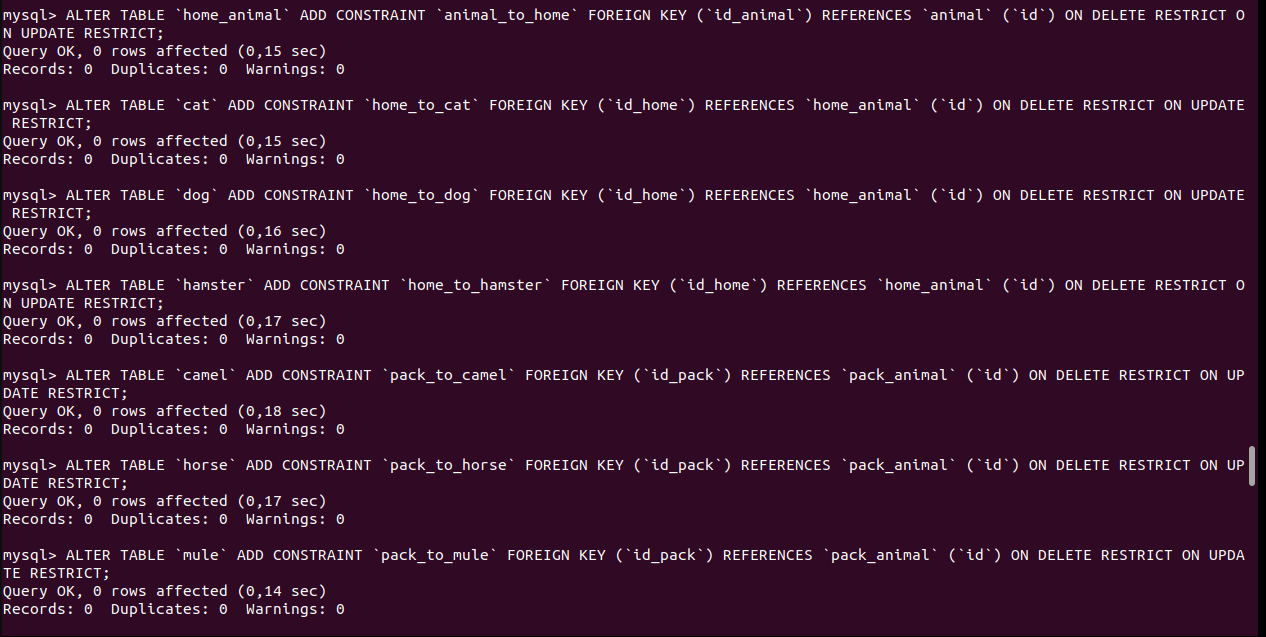 mysql> ALTER TABLE `home_animal` ADD CONSTRAINT `animal_to_home` FOREIGN KEY (`id_animal`) REFERENCES `animal` (`id`) ON DELETE RESTRICT O
N UPDATE RESTRICT;
Query OK, 0 rows affected (0,15 sec)
Records: 0  Duplicates: 0  Warnings: 0

mysql> ALTER TABLE `cat` ADD CONSTRAINT `home_to_cat` FOREIGN KEY (`id_home`) REFERENCES `home_animal` (`id`) ON DELETE RESTRICT ON UPDATE
 RESTRICT;
Query OK, 0 rows affected (0,15 sec)
Records: 0  Duplicates: 0  Warnings: 0

mysql> ALTER TABLE `dog` ADD CONSTRAINT `home_to_dog` FOREIGN KEY (`id_home`) REFERENCES `home_animal` (`id`) ON DELETE RESTRICT ON UPDATE
 RESTRICT;
Query OK, 0 rows affected (0,16 sec)
Records: 0  Duplicates: 0  Warnings: 0

mysql> ALTER TABLE `hamster` ADD CONSTRAINT `home_to_hamster` FOREIGN KEY (`id_home`) REFERENCES `home_animal` (`id`) ON DELETE RESTRICT O
N UPDATE RESTRICT;
Query OK, 0 rows affected (0,17 sec)
Records: 0  Duplicates: 0  Warnings: 0

mysql> ALTER TABLE `camel` ADD CONSTRAINT `pack_to_camel` FOREIGN KEY (`id_pack`) REFERENCES `pack_animal` (`id`) ON DELETE RESTRICT ON UP
DATE RESTRICT;
Query OK, 0 rows affected (0,18 sec)
Records: 0  Duplicates: 0  Warnings: 0

mysql> ALTER TABLE `horse` ADD CONSTRAINT `pack_to_horse` FOREIGN KEY (`id_pack`) REFERENCES `pack_animal` (`id`) ON DELETE RESTRICT ON UP
DATE RESTRICT;
Query OK, 0 rows affected (0,17 sec)
Records: 0  Duplicates: 0  Warnings: 0

mysql> ALTER TABLE `mule` ADD CONSTRAINT `pack_to_mule` FOREIGN KEY (`id_pack`) REFERENCES `pack_animal` (`id`) ON DELETE RESTRICT ON UPDA
TE RESTRICT;
Query OK, 0 rows affected (0,14 sec)
Records: 0  Duplicates: 0  Warnings: 0